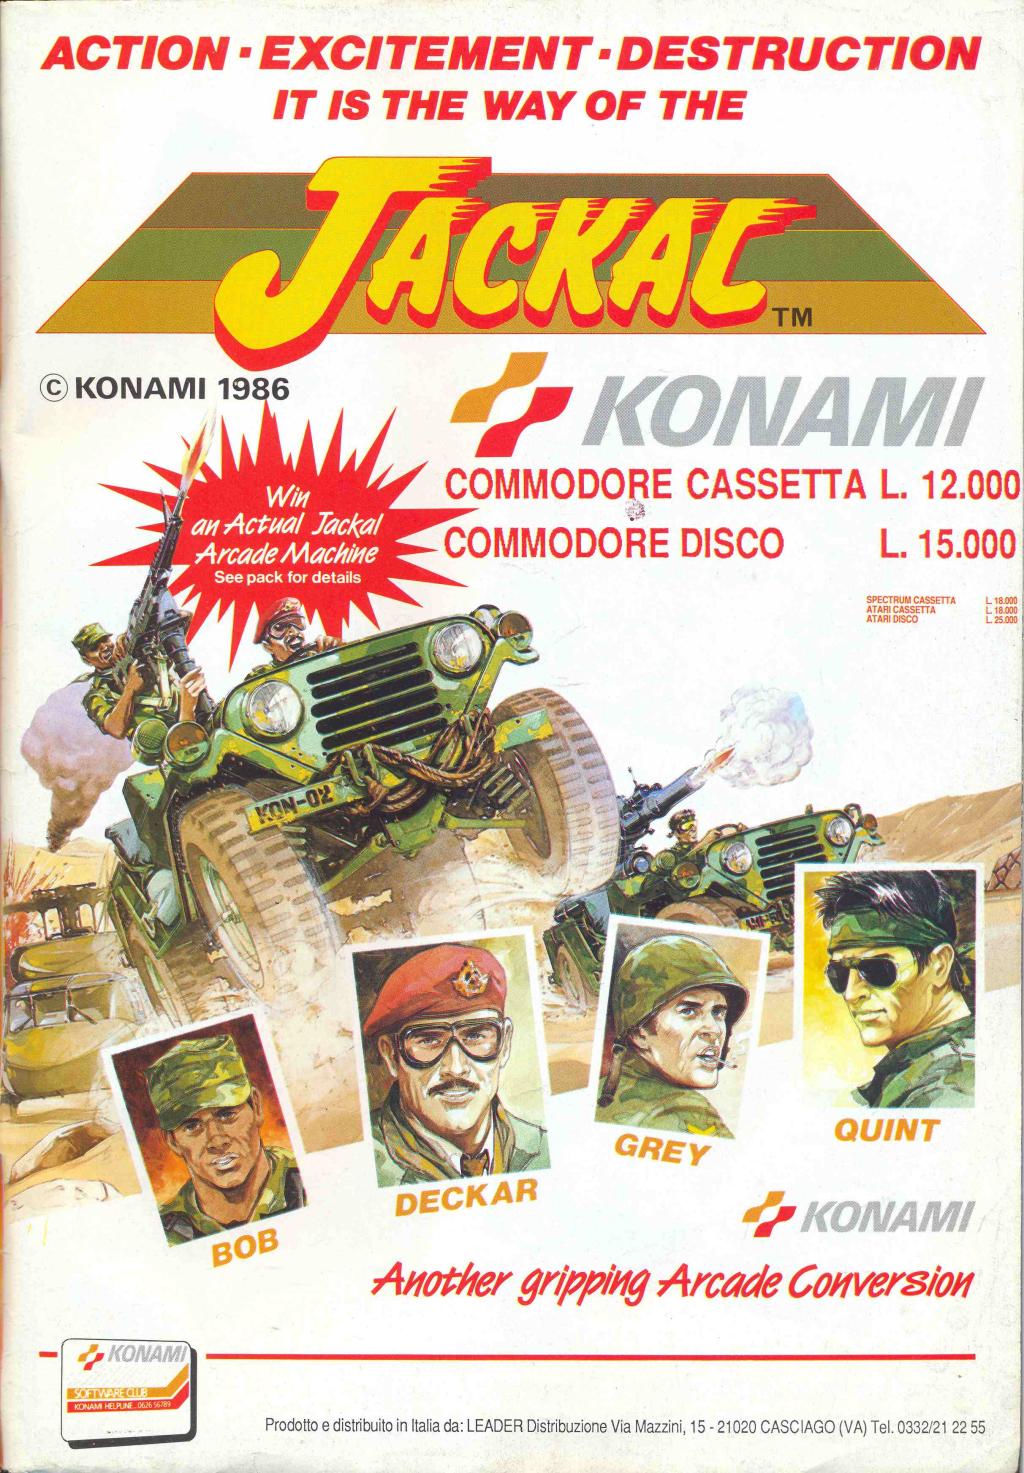 ACTION · EXCITEMENT · DESTRUCTION
IT IS THE WAY OF THE
JACKAL TM
© KONAMI 1986
KONAMI
Win
an Actual Jackal
Arcade Machine
See pack for details
COMMODORE CASSETTA L. 12.000
COMMODORE DISCO L. 15.000
SPECTRUM CASSETTA L. 18.000
ATARI CASSETTA L. 18.000
ATARI DISCO L. 25.000
KON-02
BOB
DECKAR
GREY
QUINT
KONAMI
Another gripping Arcade Conversion
KONAMI
SOFTWARE CLUB
KONAMI HELPLINE...0626 56789
Prodotto e distribuito in Italia da: LEADER Distribuzione Via Mazzini, 15 - 21020 CASCIAGO (VA) Tel. 0332/21 22 55